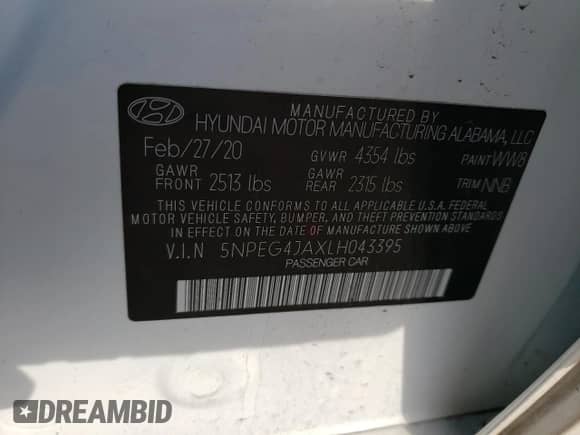 MANUFACTURED BY
HYUNDAI MOTOR MANUFACTURING ALABAMA, LLC
Feb/27/20 GVWR 4354 lbs PAINT WW8
GAWR FRONT 2513 lbs GAWR REAR 2315 lbs TRIM NNB
THIS VEHICLE CONFORMS TO ALL APPLICABLE U.S.A. FEDERAL
MOTOR VEHICLE SAFETY, BUMPER, AND THEFT PREVENTION STANDARDS
IN EFFECT ON THE DATE OF MANUFACTURE SHOWN ABOVE
V.I.N 5NPEG4JAXLH043395
PASSENGER CAR
DREAMBID